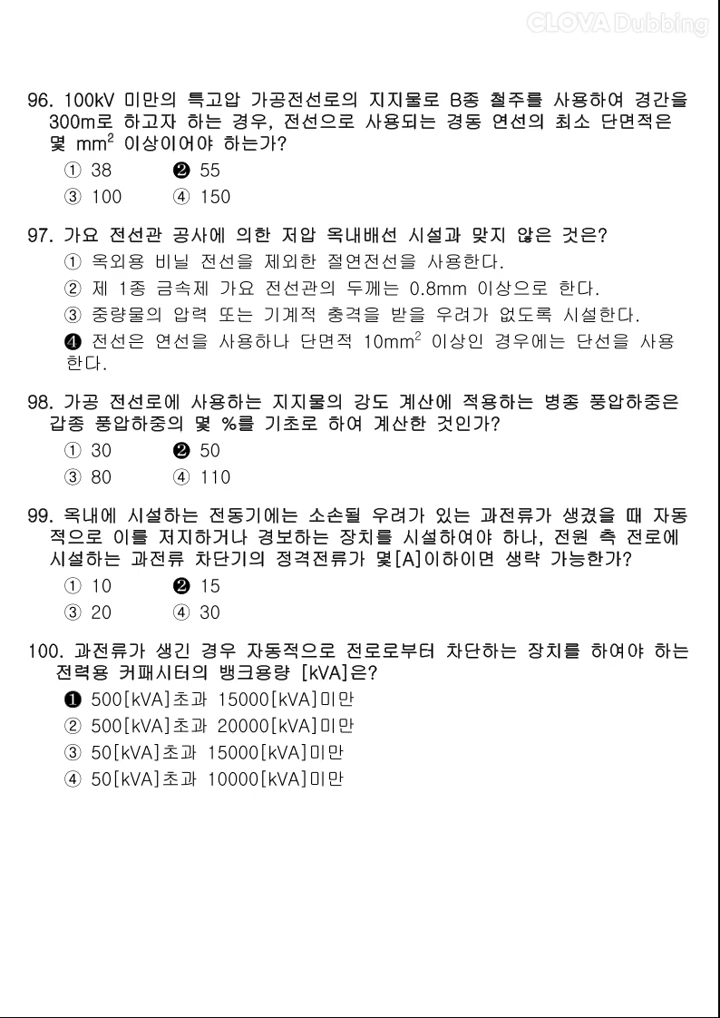 CLOVA Dubbing
96. 100kV 미만의 특고압 가공전선로의 지지물로 B종 철주를 사용하여 경간을
300m로 하고자 하는 경우, 전선으로 사용되는 경동 연선의 최소 단면적은
몇 mm² 이상이어야 하는가?
① 38 ❷ 55
③ 100 ④ 150
97. 가요 전선관 공사에 의한 저압 옥내배선 시설과 맞지 않은 것은?
① 옥외용 비닐 전선을 제외한 절연전선을 사용한다.
② 제 1종 금속제 가요 전선관의 두께는 0.8mm 이상으로 한다.
③ 중량물의 압력 또는 기계적 충격을 받을 우려가 없도록 시설한다.
❹ 전선은 연선을 사용하나 단면적 10mm² 이상인 경우에는 단선을 사용
한다.
98. 가공 전선로에 사용하는 지지물의 강도 계산에 적용하는 병종 풍압하중은
갑종 풍압하중의 몇 %를 기초로 하여 계산한 것인가?
① 30 ❷ 50
③ 80 ④ 110
99. 옥내에 시설하는 전동기에는 소손될 우려가 있는 과전류가 생겼을 때 자동
적으로 이를 저지하거나 경보하는 장치를 시설하여야 하나, 전원 측 전로에
시설하는 과전류 차단기의 정격전류가 몇[A]이하이면 생략 가능한가?
① 10 ❷ 15
③ 20 ④ 30
100. 과전류가 생긴 경우 자동적으로 전로로부터 차단하는 장치를 하여야 하는
전력용 커패시터의 뱅크용량 [kVA]은?
❶ 500[kVA]초과 15000[kVA]미만
② 500[kVA]초과 20000[kVA]미만
③ 50[kVA]초과 15000[kVA]미만
④ 50[kVA]초과 10000[kVA]미만